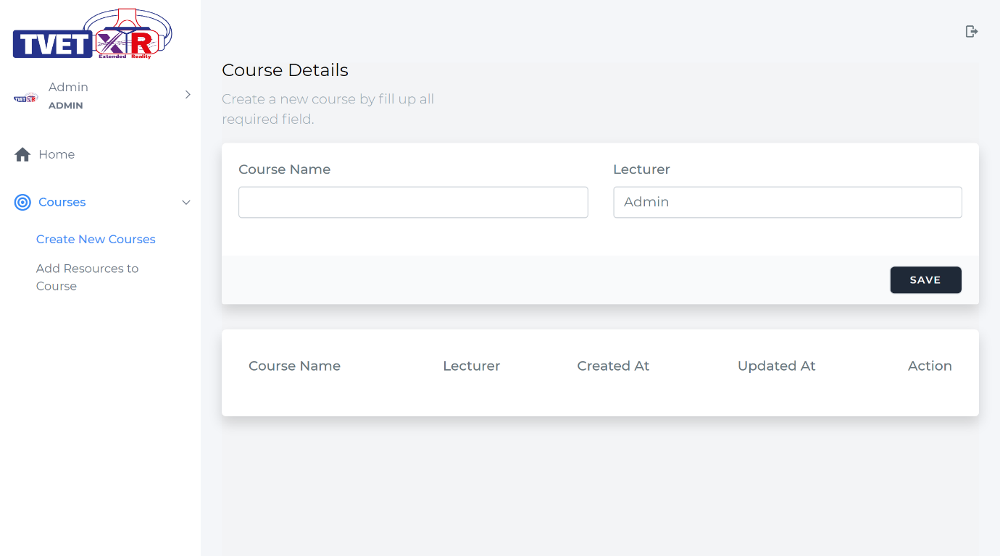 TVET XR
Extended Reality
Admin
TVET XR
ADMIN
Home
Courses
Create New Courses
Add Resources to
Course
Course Details
Create a new course by fill up all
required field.
Course Name
Lecturer
Admin
SAVE
Course Name Lecturer Created At Updated At Action